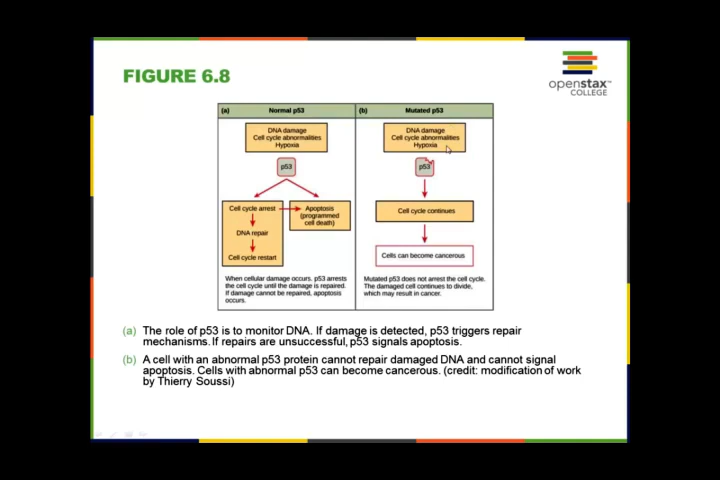 FIGURE 6.8
openstax™
COLLEGE
(a) Normal p53
(b) Mutated p53
DNA damage
Cell cycle abnormalities
Hypoxia
p53
Cell cycle arrest
DNA repair
Cell cycle restart
Apoptosis
(programmed
cell death)
When cellular damage occurs, p53 arrests
the cell cycle until the damage is repaired.
If damage cannot be repaired, apoptosis
occurs.
DNA damage
Cell cycle abnormalities
Hypoxia
p53
Cell cycle continues
Cells can become cancerous
Mutated p53 does not arrest the cell cycle.
The damaged cell continues to divide,
which may result in cancer.
(a) The role of p53 is to monitor DNA. If damage is detected, p53 triggers repair
mechanisms. If repairs are unsuccessful, p53 signals apoptosis.
(b) A cell with an abnormal p53 protein cannot repair damaged DNA and cannot signal
apoptosis. Cells with abnormal p53 can become cancerous. (credit: modification of work
by Thierry Soussi)